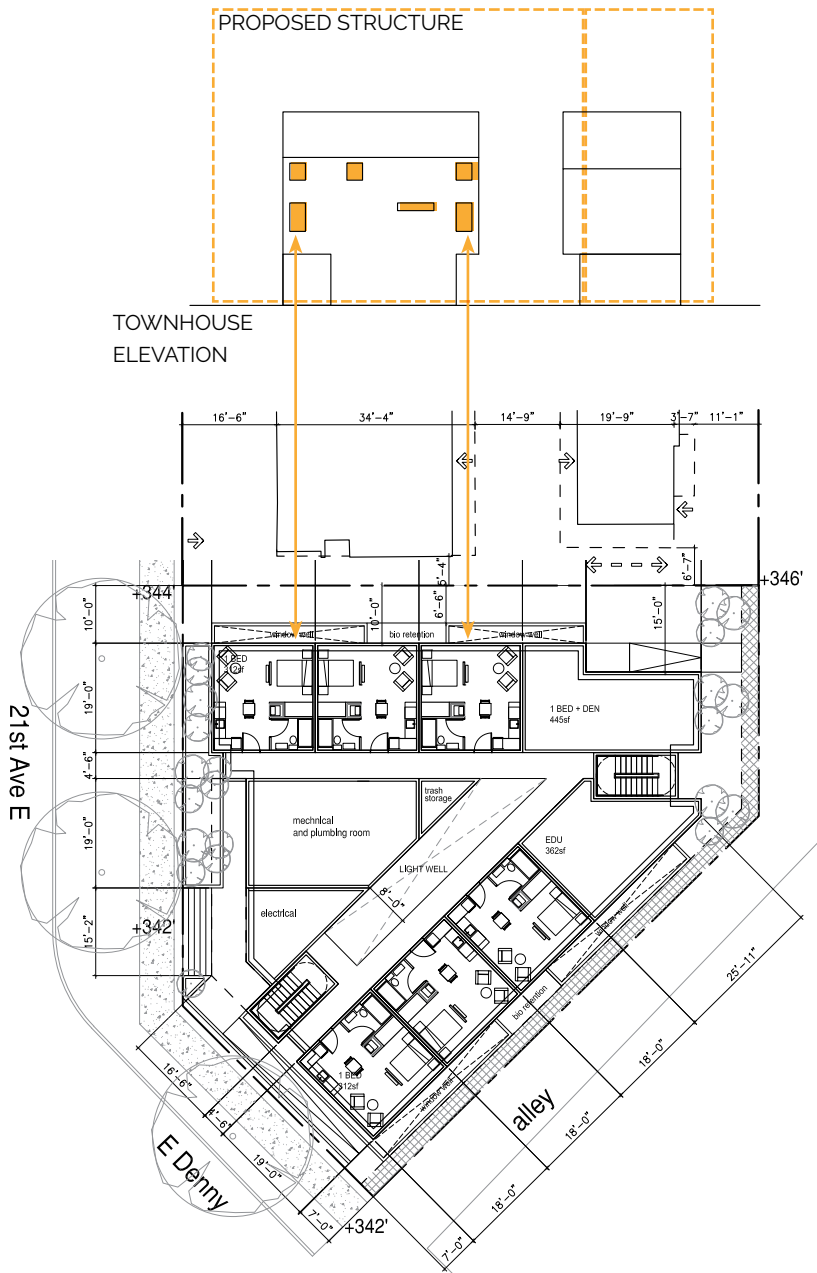 PROPOSED STRUCTURE
TOWNHOUSE
ELEVATION
16'-6"
34'-4"
14'-9"
19'-9"
3'-7"
11'-1"
5'-4"
6'-7"
+344'
+346'
10'-0"
10'-0"
6'-6"
15'-0"
window well
bio retention
window well
1 BED
19'-0"
1 BED + DEN
445sf
21st Ave E
4'-6"
trash
storage
mechnical
and plumbing room
19'-0"
EDU
362sf
LIGHT WELL
8'-0"
electrical
15'-2"
+342'
window well
25'-11"
bio retention
18'-0"
1 BED
312sf
window well
alley
18'-0"
16'-6"
4'-6"
E Denny
19'-0"
18'-0"
7'-0"
+342'
7'-0"